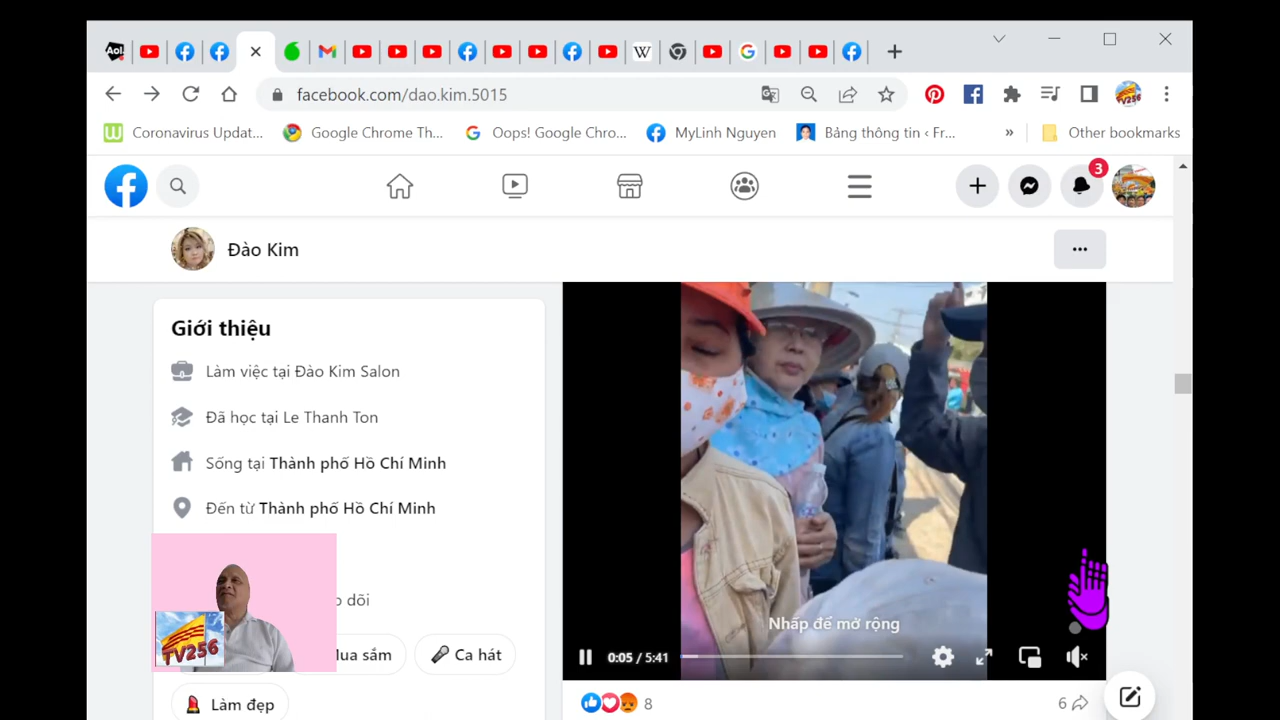 Aol.
W
G
facebook.com/dao.kim.5015
Coronavirus Updat...
Google Chrome Th...
Oops! Google Chro...
MyLinh Nguyen
Bảng thông tin ‹ Fr...
»
Other bookmarks
3
Đào Kim
Giới thiệu
Làm việc tại Đào Kim Salon
Đã học tại Le Thanh Ton
Sống tại Thành phố Hồ Chí Minh
Đến từ Thành phố Hồ Chí Minh
dõi
TV256
ua sắm
Ca hát
Làm đẹp
Nhấp để mở rộng
0:05 / 5:41
8
6